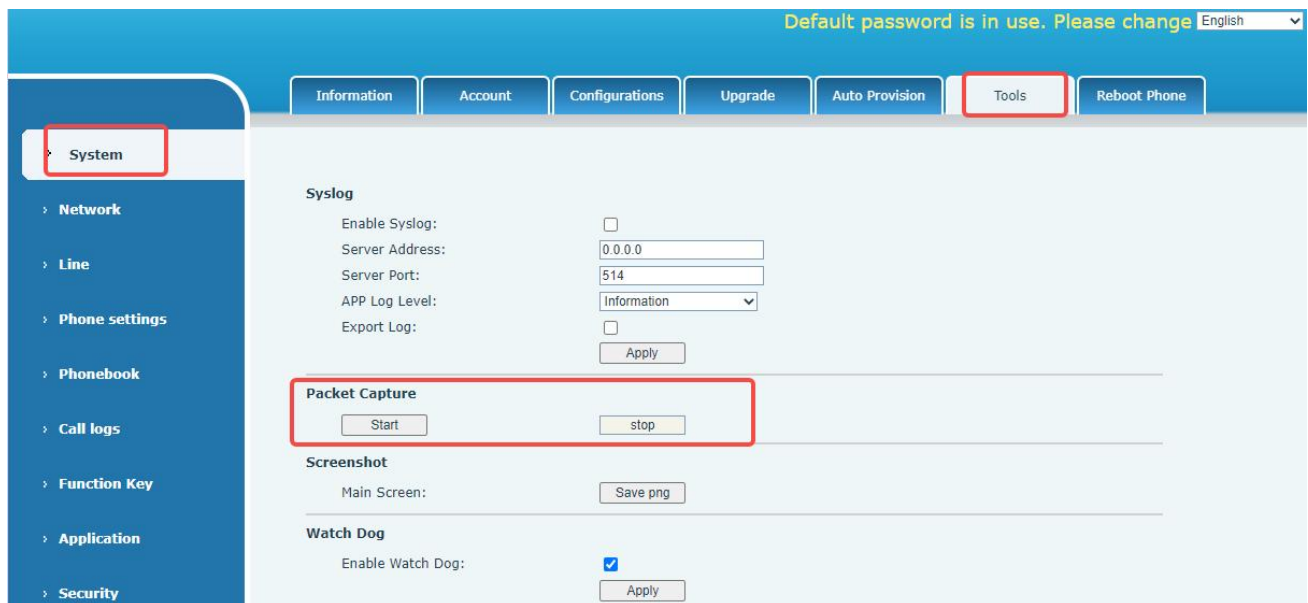 Default password is in use. Please change English
Information Account Configurations Upgrade Auto Provision Tools Reboot Phone
System
Network
Line
Phone settings
Phonebook
Call logs
Function Key
Application
Security
Syslog
Enable Syslog:
Server Address: 0.0.0.0
Server Port: 514
APP Log Level: Information
Export Log:
Apply
Packet Capture
Start stop
Screenshot
Main Screen: Save png
Watch Dog
Enable Watch Dog:
Apply